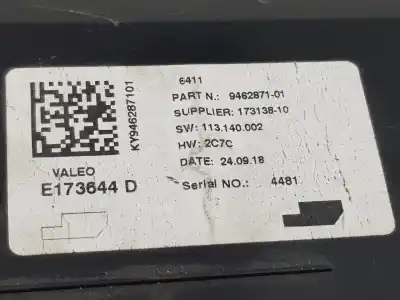 6411
PART N.: 9462871-01
SUPPLIER: 173138-10
SW: 113.140.002
HW: 2C7C
DATE: 24.09.18
Serial NO.: 4481
KY946287101
VALEO
E173644 D